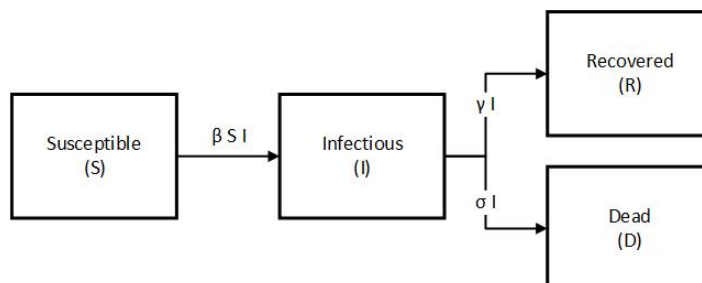 Susceptible
(S)
β S I
Infectious
(I)
γ I
σ I
Recovered
(R)
Dead
(D)